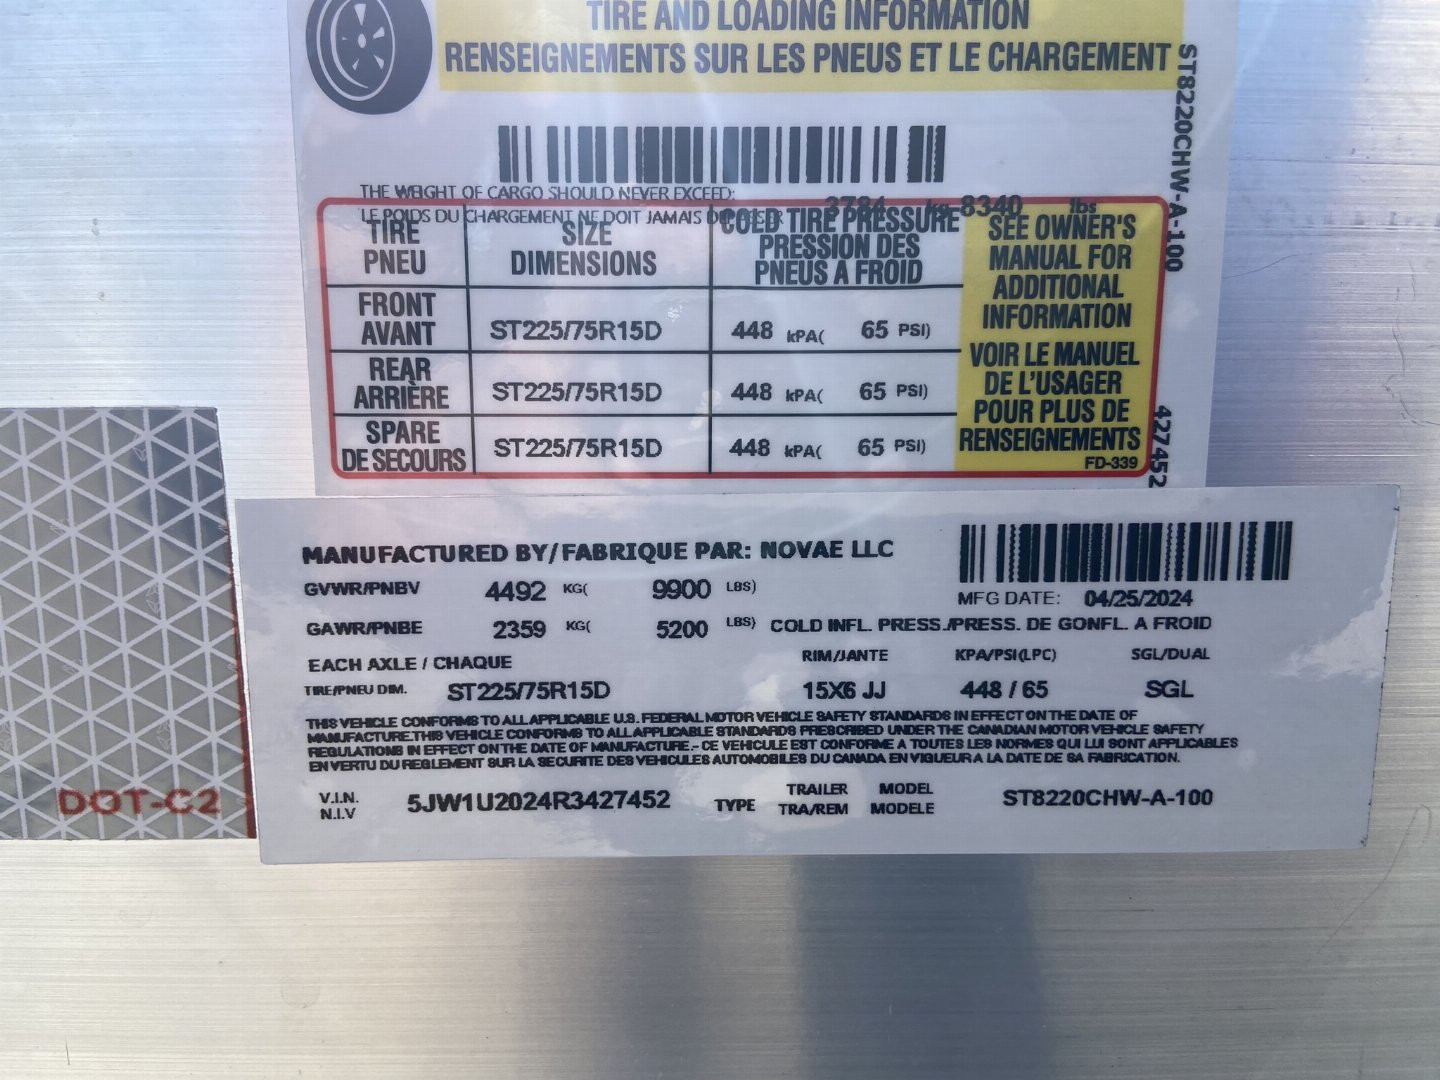 TIRE AND LOADING INFORMATION
RENSEIGNEMENTS SUR LES PNEUS ET LE CHARGEMENT
ST8220CHW-A-100
THE WEIGHT OF CARGO SHOULD NEVER EXCEED:
LE POIDS DU CHARGEMENT NE DOIT JAMAIS 3784 kg 8340 lbs
TIRE PNEU
SIZE DIMENSIONS
COLD TIRE PRESSURE
PRESSION DES
PNEUS A FROID
FRONT AVANT ST225/75R15D 448 kPA( 65 PSI)
REAR ARRIÈRE ST225/75R15D 448 kPA( 65 PSI)
SPARE DE SECOURS ST225/75R15D 448 kPA( 65 PSI)
SEE OWNER'S
MANUAL FOR
ADDITIONAL
INFORMATION
VOIR LE MANUEL
DE L'USAGER
POUR PLUS DE
RENSEIGNEMENTS
FD-339
427452
MANUFACTURED BY/FABRIQUE PAR: NOVAE LLC
GVWR/PNBV 4492 KG( 9900 LBS)
MFG DATE: 04/25/2024
GAWR/PNBE 2359 KG( 5200 LBS) COLD INFL. PRESS./PRESS. DE GONFL. A FROID
EACH AXLE / CHAQUE RIM/JANTE KPA/PSI(LPC) SGL/DUAL
TIRE/PNEU DIM. ST225/75R15D 15X6 JJ 448 / 65 SGL
THIS VEHICLE CONFORMS TO ALL APPLICABLE U.S. FEDERAL MOTOR VEHICLE SAFETY STANDARDS IN EFFECT ON THE DATE OF
MANUFACTURE.THIS VEHICLE CONFORMS TO ALL APPLICABLE STANDARDS PRESCRIBED UNDER THE CANADIAN MOTOR VEHICLE SAFETY
REGULATIONS IN EFFECT ON THE DATE OF MANUFACTURE.- CE VEHICULE EST CONFORME A TOUTES LES NORMES QUI LUI SONT APPLICABLES
EN VERTU DU REGLEMENT SUR LA SECURITE DES VEHICULES AUTOMOBILES DU CANADA EN VIGUEUR A LA DATE DE SA FABRICATION.
V.I.N. N.I.V 5JW1U2024R3427452 TYPE TRAILER TRA/REM MODEL MODELE ST8220CHW-A-100
DOT-C2